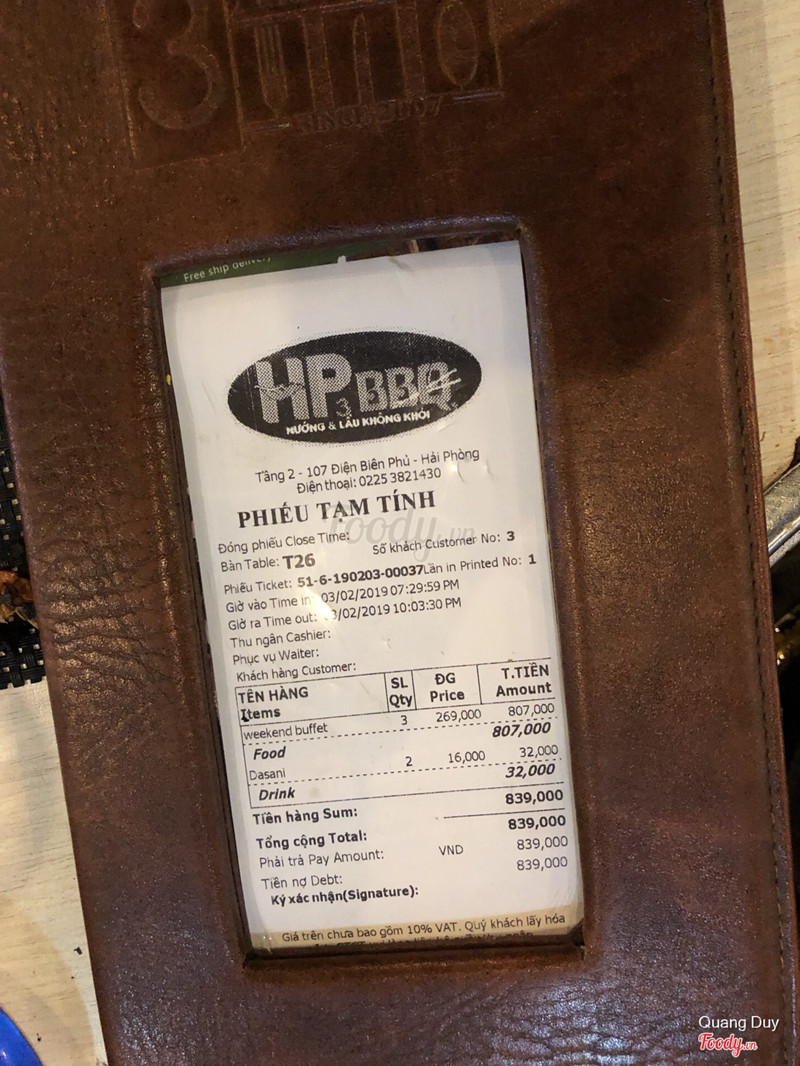 3
SINCE 2007
Free ship delivery
HP
3 BBQ
NƯỚNG & LẨU KHÔNG KHÓI
Tầng 2 - 107 Điện Biên Phủ - Hải Phòng
Điện thoại: 0225 3821430
PHIẾU TẠM TÍNH
foody.vn
Đóng phiếu Close Time:
Bàn Table: T26 Số khách Customer No: 3
Phiếu Ticket: 51-6-190203-00037 Lần in Printed No: 1
Giờ vào Time in: 03/02/2019 07:29:59 PM
Giờ ra Time out: 03/02/2019 10:03:30 PM
Thu ngân Cashier:
Phục vụ Waiter:
Khách hàng Customer:
TÊN HÀNG SL ĐG T.TIỀN
Items Qty Price Amount
weekend buffet 3 269,000 807,000
Food 807,000
Dasani 2 16,000 32,000
Drink 32,000
Tiền hàng Sum: 839,000
Tổng cộng Total: 839,000
Phải trả Pay Amount: VND 839,000
Tiền nợ Debt: 839,000
Ký xác nhận(Signature):
Giá trên chưa bao gồm 10% VAT. Quý khách lấy hóa
Quang Duy
Foody.vn